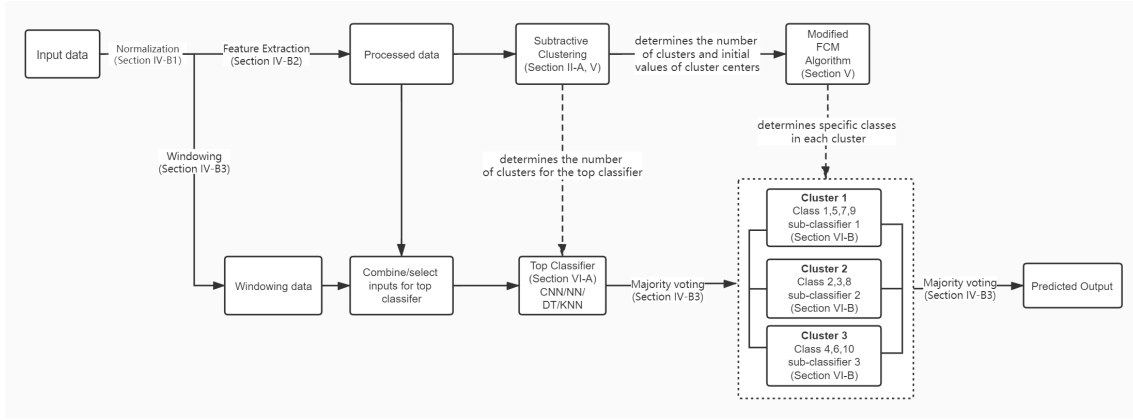 Input data
Normalization
(Section IV-B1)
Feature Extraction
(Section IV-B2)
Processed data
Subtractive
Clustering
(Section II-A, V)
determines the number
of clusters and initial
values of cluster centers
Modified
FCM
Algorithm
(Section V)
Windowing
(Section IV-B3)
determines the number
of clusters for the top classifier
determines specific classes
in each cluster
Windowing data
Combine/select
inputs for top
classifer
Top Classifier
(Section VI-A)
CNN/NN/
DT/KNN
Majority voting
(Section IV-B3)
Cluster 1
Class 1,5,7,9
sub-classifier 1
(Section VI-B)
Cluster 2
Class 2,3,8
sub-classifier 2
(Section VI-B)
Cluster 3
Class 4,6,10
sub-classifier 3
(Section VI-B)
Majority voting
(Section IV-B3)
Predicted Output